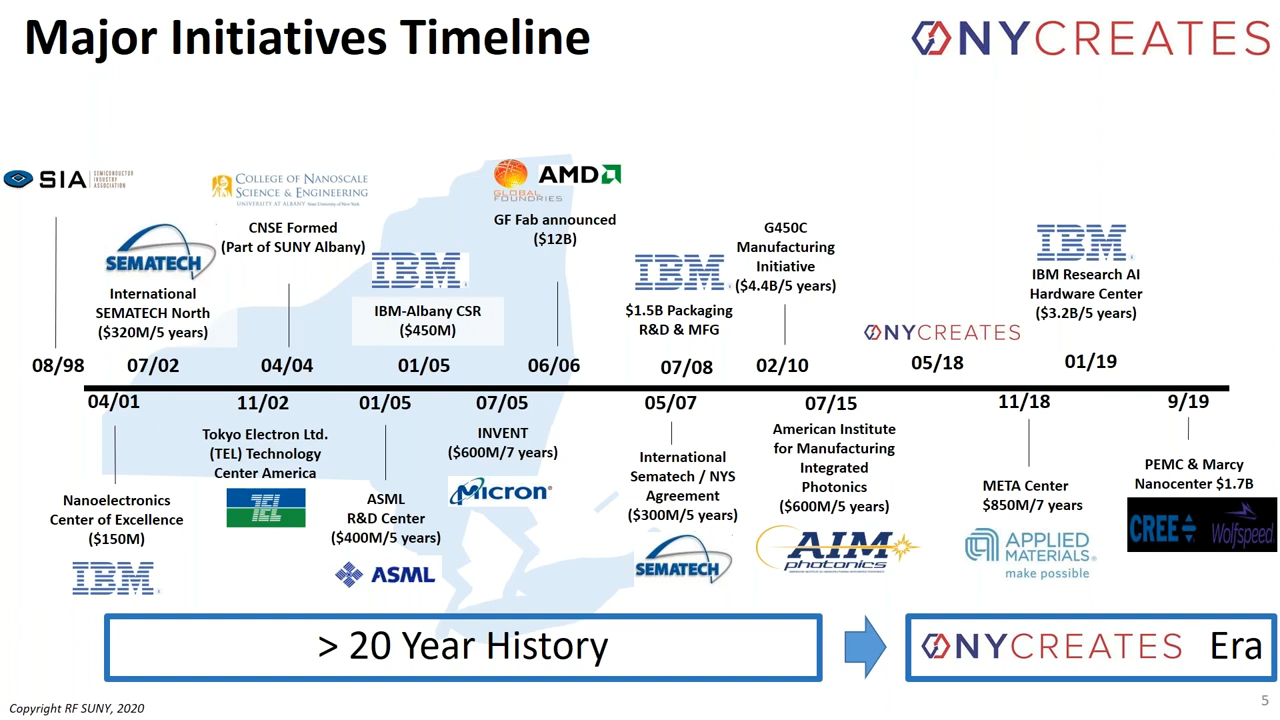 Major Initiatives Timeline
NYCREATES
SIA SEMICONDUCTOR INDUSTRY ASSOCIATION
COLLEGE OF NANOSCALE
SCIENCE & ENGINEERING
UNIVERSITY AT ALBANY State University of New York
CNSE Formed
(Part of SUNY Albany)
GLOBAL
FOUNDRIES
AMD
GF Fab announced
($12B)
SEMATECH
International
SEMATECH North
($320M/5 years)
IBM
IBM-Albany CSR
($450M)
IBM
$1.5B Packaging
R&D & MFG
G450C
Manufacturing
Initiative
($4.4B/5 years)
NYCREATES
IBM
IBM Research AI
Hardware Center
($3.2B/5 years)
08/98 07/02 04/04 01/05 06/06 07/08 02/10 05/18 01/19
04/01 11/02 01/05 07/05 05/07 07/15 11/18 9/19
Nanoelectronics
Center of Excellence
($150M)
IBM
Tokyo Electron Ltd.
(TEL) Technology
Center America
TEL
ASML
R&D Center
($400M/5 years)
ASML
INVENT
($600M/7 years)
Micron
International
Sematech / NYS
Agreement
($300M/5 years)
SEMATECH
American Institute
for Manufacturing
Integrated
Photonics
($600M/5 years)
AIM
photonics
META Center
$850M/7 years
APPLIED
MATERIALS
make possible
PEMC & Marcy
Nanocenter $1.7B
CREE Wolfspeed
> 20 Year History
NYCREATES Era
Copyright RF SUNY, 2020
5